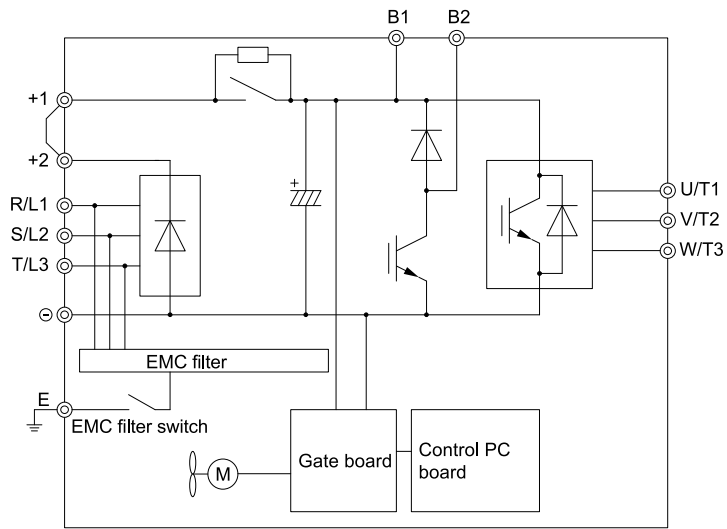 B1 B2
+1
+2
+
R/L1
S/L2
T/L3
U/T1
V/T2
W/T3
⊖
EMC filter
E
EMC filter switch
M
Gate board
Control PC
board